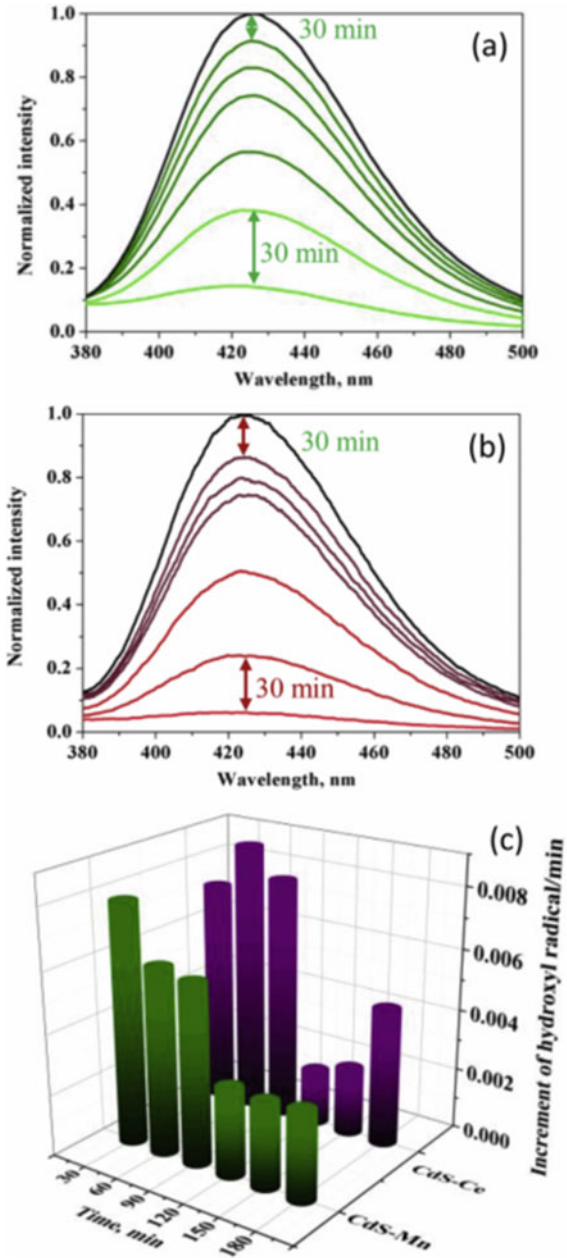 1.0
30 min
(a)
0.8
0.6
0.4
0.2
30 min
0.0
380 400 420 440 460 480 500
Normalized intensity
Wavelength, nm
1.0
30 min
(b)
0.8
0.6
0.4
0.2
30 min
0.0
380 400 420 440 460 480 500
Normalized intensity
Wavelength, nm
(c)
0.008
0.006
0.004
0.002
0.000
Increment of hydroxyl radical/min
CdS-Ce
CdS-Mn
30 60 90 120 150 180
Time, min